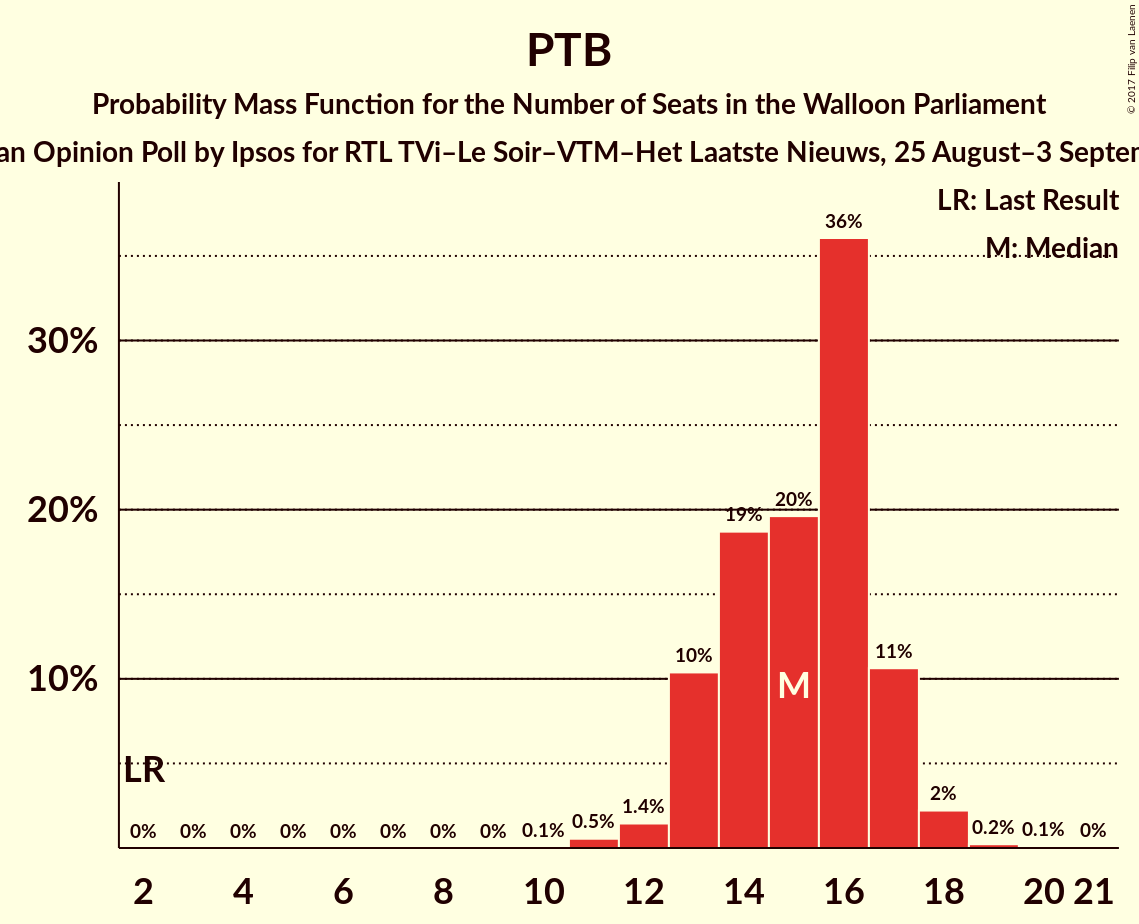 PTB
Probability Mass Function for the Number of Seats in the Walloon Parliament
an Opinion Poll by Ipsos for RTL TVi–Le Soir–VTM–Het Laatste Nieuws, 25 August–3 Septem
© 2017 Filip van Laenen
LR: Last Result
M: Median
36%
30%
20%
20%
19%
11%
10%
10%
M
LR
2%
1.4%
0.5%
0% 0% 0% 0% 0% 0% 0% 0% 0.1% 0.2% 0.1% 0%
2 4 6 8 10 12 14 16 18 20 21